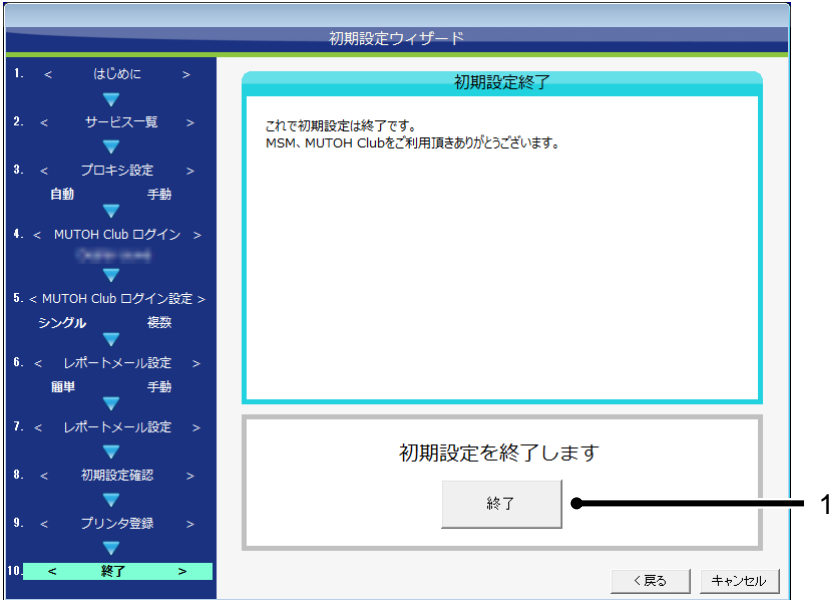 初期設定ウィザード
1. < はじめに >
2. < サービス一覧 >
3. < プロキシ設定 >
自動 手動
4. < MUTOH Club ログイン >
5. < MUTOH Club ログイン設定 >
シングル 複数
6. < レポートメール設定 >
簡単 手動
7. < レポートメール設定 >
8. < 初期設定確認 >
9. < プリンタ登録 >
10. < 終了 >
初期設定終了
これで初期設定は終了です。
MSM、MUTOH Clubをご利用頂きありがとうございます。
初期設定を終了します
終了
1
< 戻る キャンセル